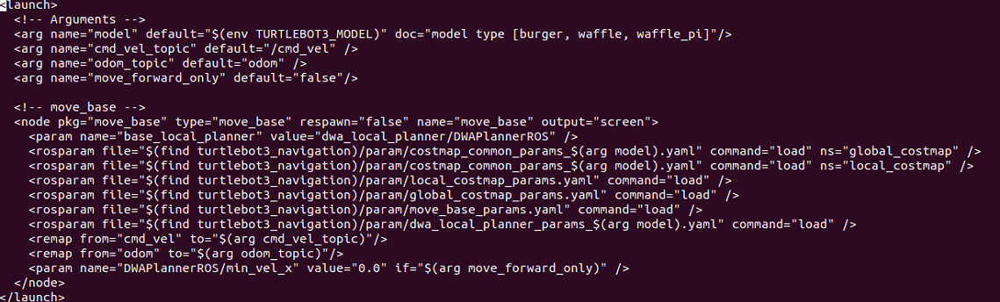 <launch>
  <!-- Arguments -->
  <arg name="model" default="$(env TURTLEBOT3_MODEL)" doc="model type [burger, waffle, waffle_pi]"/>
  <arg name="cmd_vel_topic" default="/cmd_vel" />
  <arg name="odom_topic" default="odom" />
  <arg name="move_forward_only" default="false"/>

  <!-- move_base -->
  <node pkg="move_base" type="move_base" respawn="false" name="move_base" output="screen">
    <param name="base_local_planner" value="dwa_local_planner/DWAPlannerROS" />
    <rosparam file="$(find turtlebot3_navigation)/param/costmap_common_params_$(arg model).yaml" command="load" ns="global_costmap" />
    <rosparam file="$(find turtlebot3_navigation)/param/costmap_common_params_$(arg model).yaml" command="load" ns="local_costmap" />
    <rosparam file="$(find turtlebot3_navigation)/param/local_costmap_params.yaml" command="load" />
    <rosparam file="$(find turtlebot3_navigation)/param/global_costmap_params.yaml" command="load" />
    <rosparam file="$(find turtlebot3_navigation)/param/move_base_params.yaml" command="load" />
    <rosparam file="$(find turtlebot3_navigation)/param/dwa_local_planner_params_$(arg model).yaml" command="load" />
    <remap from="cmd_vel" to="$(arg cmd_vel_topic)"/>
    <remap from="odom" to="$(arg odom_topic)"/>
    <param name="DWAPlannerROS/min_vel_x" value="0.0" if="$(arg move_forward_only)" />
  </node>
</launch>